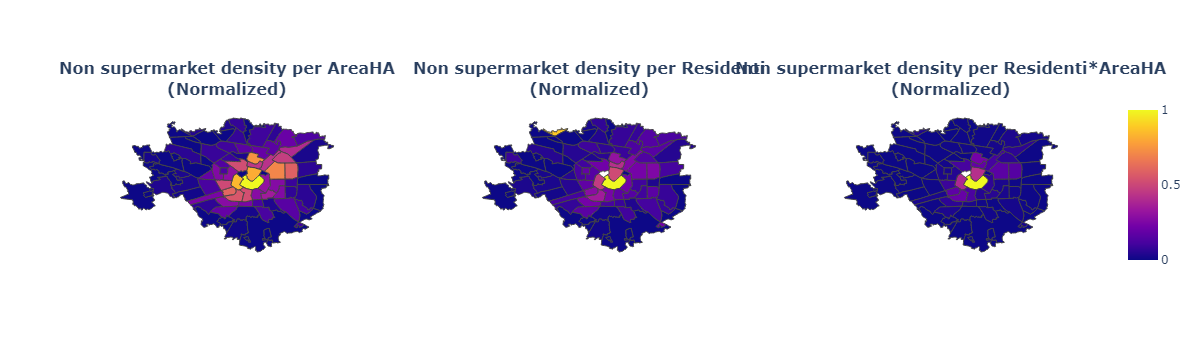 Non supermarket density per AreaHA
(Normalized)
Non supermarket density per Residenti
(Normalized)
Non supermarket density per Residenti*AreaHA
(Normalized)
1
0.5
0